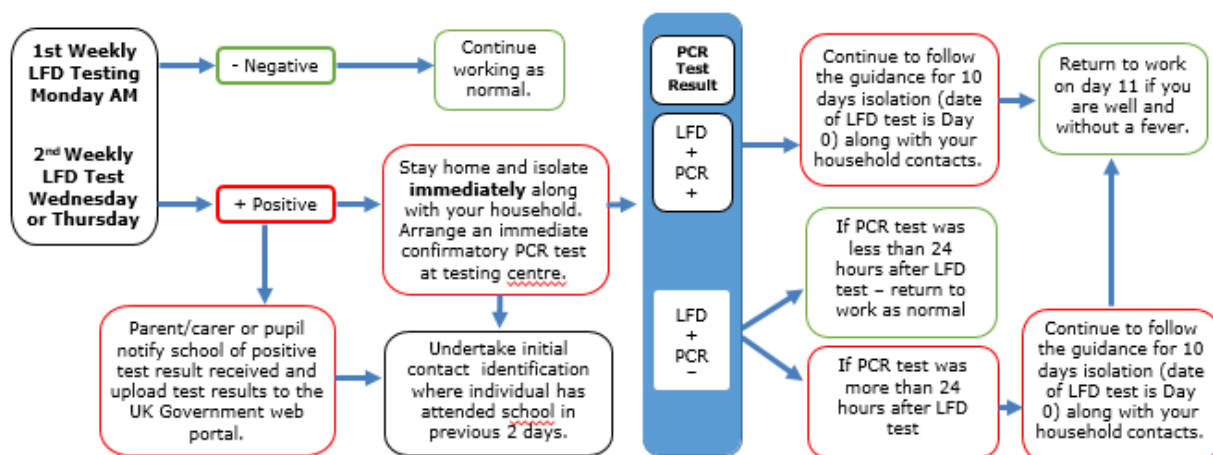 1st Weekly
LFD Testing
Monday AM
2nd Weekly
LFD Test
Wednesday
or Thursday
- Negative
Continue
working as
normal.
+ Positive
Stay home and isolate
immediately along
with your household.
Arrange an immediate
confirmatory PCR test
at testing centre.
Parent/carer or pupil
notify school of positive
test result received and
upload test results to the
UK Government web
portal.
Undertake initial
contact identification
where individual has
attended school in
previous 2 days.
PCR
Test
Result
LFD
+
PCR
+
LFD
+
PCR
–
Continue to follow
the guidance for 10
days isolation (date
of LFD test is Day
0) along with your
household contacts.
Return to work
on day 11 if you
are well and
without a fever.
If PCR test was
less than 24
hours after LFD
test – return to
work as normal
If PCR test was
more than 24
hours after LFD
test
Continue to follow
the guidance for 10
days isolation (date
of LFD test is Day
0) along with your
household contacts.